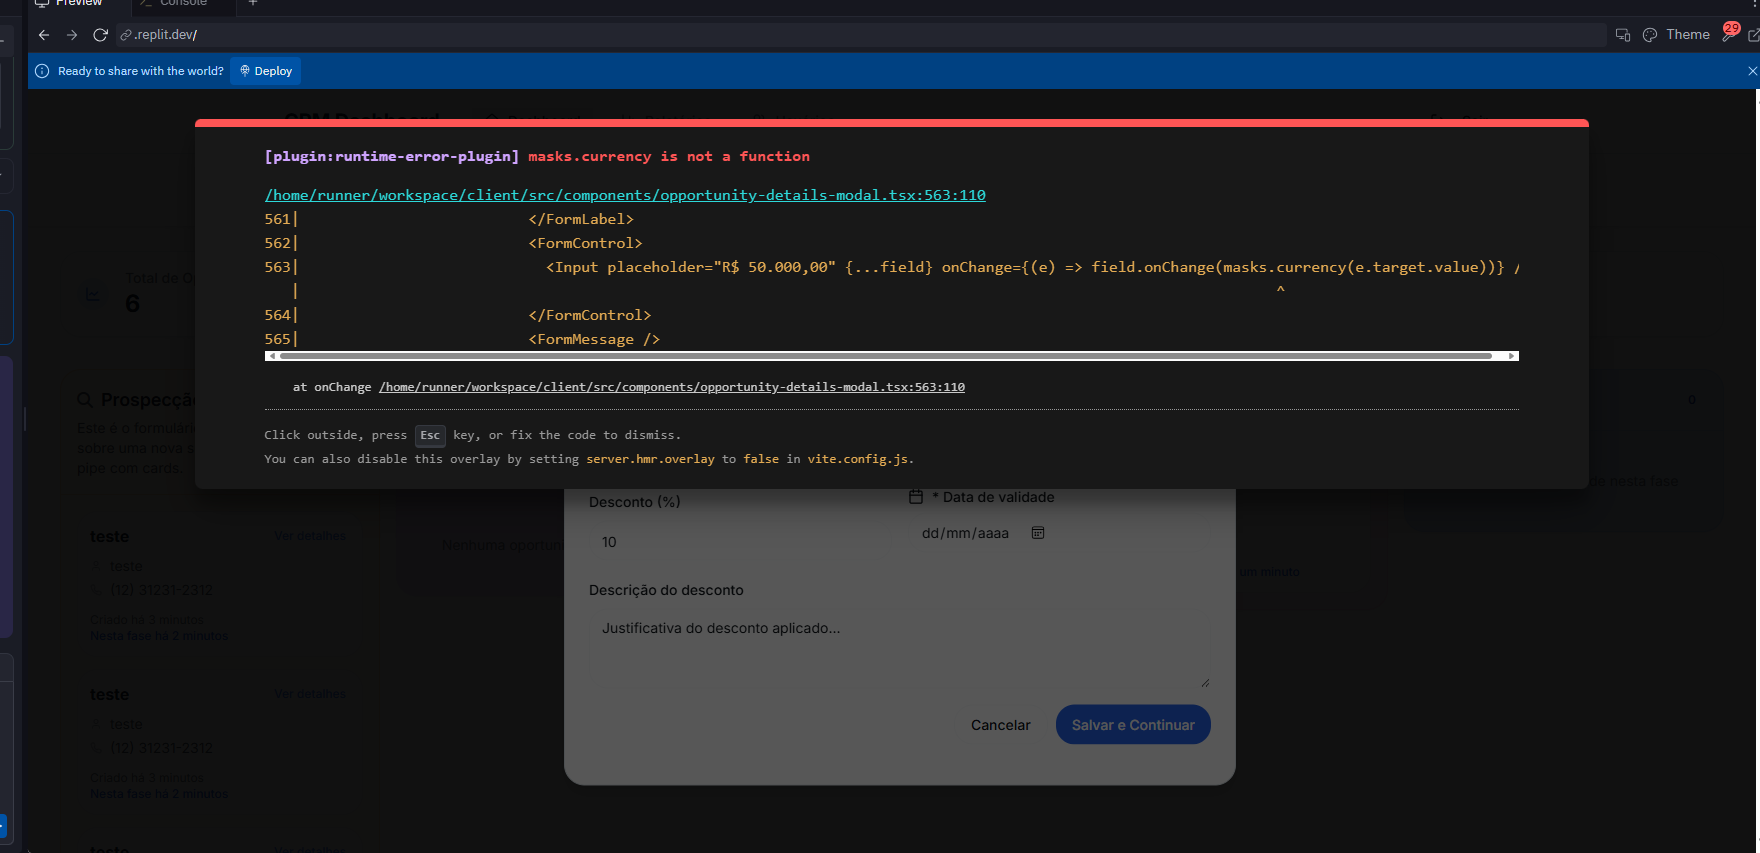 Preview
Console
.replit.dev/
Theme
29
Ready to share with the world?
Deploy
CRM Dashboard
[plugin:runtime-error-plugin] masks.currency is not a function
/home/runner/workspace/client/src/components/opportunity-details-modal.tsx:563:110
561| </FormLabel>
562| <FormControl>
563| <Input placeholder="R$ 50.000,00" {...field} onChange={(e) => field.onChange(masks.currency(e.target.value))} /
| ^
564| </FormControl>
565| <FormMessage />
at onChange /home/runner/workspace/client/src/components/opportunity-details-modal.tsx:563:110
Click outside, press Esc key, or fix the code to dismiss.
You can also disable this overlay by setting server.hmr.overlay to false in vite.config.js.
Total de O
6
Prospecção
0
Este é o formulári
sobre uma nova s
pipe com cards.
de nesta fase
Desconto (%)
* Data de validade
10
dd/mm/aaaa
Nenhuma oportun
um minuto
Descrição do desconto
Justificativa do desconto aplicado...
Cancelar
Salvar e Continuar
teste
Ver detalhes
teste
(12) 31231-2312
Criado há 3 minutos
Nesta fase há 2 minutos
teste
Ver detalhes
teste
(12) 31231-2312
Criado há 3 minutos
Nesta fase há 2 minutos
teste
Ver detalhes